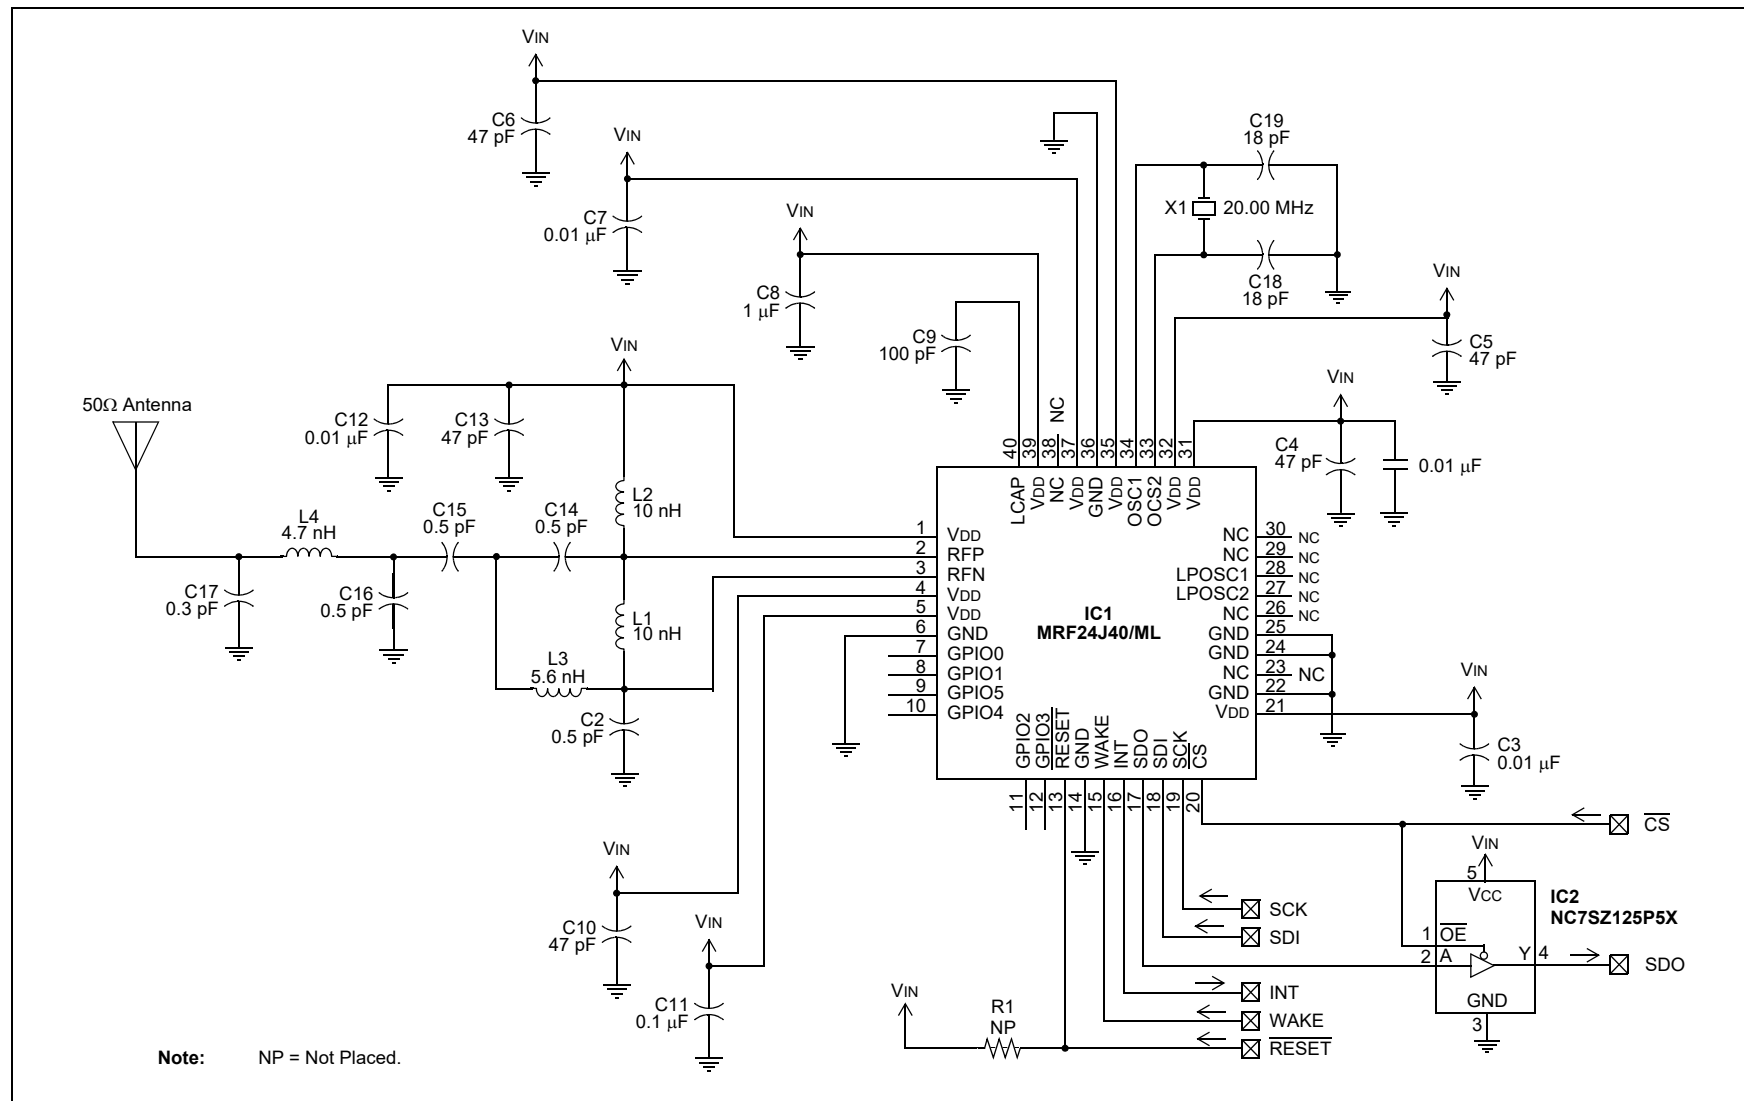 VIN
C6
47 pF
VIN
C7
0.01 µF
VIN
C8
1 µF
C9
100 pF
C19
18 pF
X1 20.00 MHz
C18
18 pF
VIN
C5
47 pF
VIN
C4
47 pF
0.01 µF
50Ω Antenna
VIN
C12
0.01 µF
C13
47 pF
L2
10 nH
L4
4.7 nH
C15
0.5 pF
C14
0.5 pF
C17
0.3 pF
C16
0.5 pF
L1
10 nH
L3
5.6 nH
C2
0.5 pF
NC
40 39 38 37 36 35 34 33 32 31
LCAP VDD NC VDD GND VDD OSC1 OCS2 VDD VDD
1 VDD
2 RFP
3 RFN
4 VDD
5 VDD
6 GND
7 GPIO0
8 GPIO1
9 GPIO5
10 GPIO4
IC1
MRF24J40/ML
NC 30 NC
NC 29 NC
LPOSC1 28 NC
LPOSC2 27 NC
NC 26 NC
GND 25
GND 24
NC 23 NC
GND 22
VDD 21
GPIO2 GPIO3 RESET GND WAKE INT SDO SDI SCK CS
11 12 13 14 15 16 17 18 19 20
VIN
C3
0.01 µF
CS
VIN
5
VCC
IC2
NC7SZ125P5X
1 OE
2 A
Y 4
GND
3
SDO
SCK
SDI
INT
WAKE
RESET
VIN
R1
NP
VIN
C10
47 pF
VIN
C11
0.1 µF
Note: NP = Not Placed.